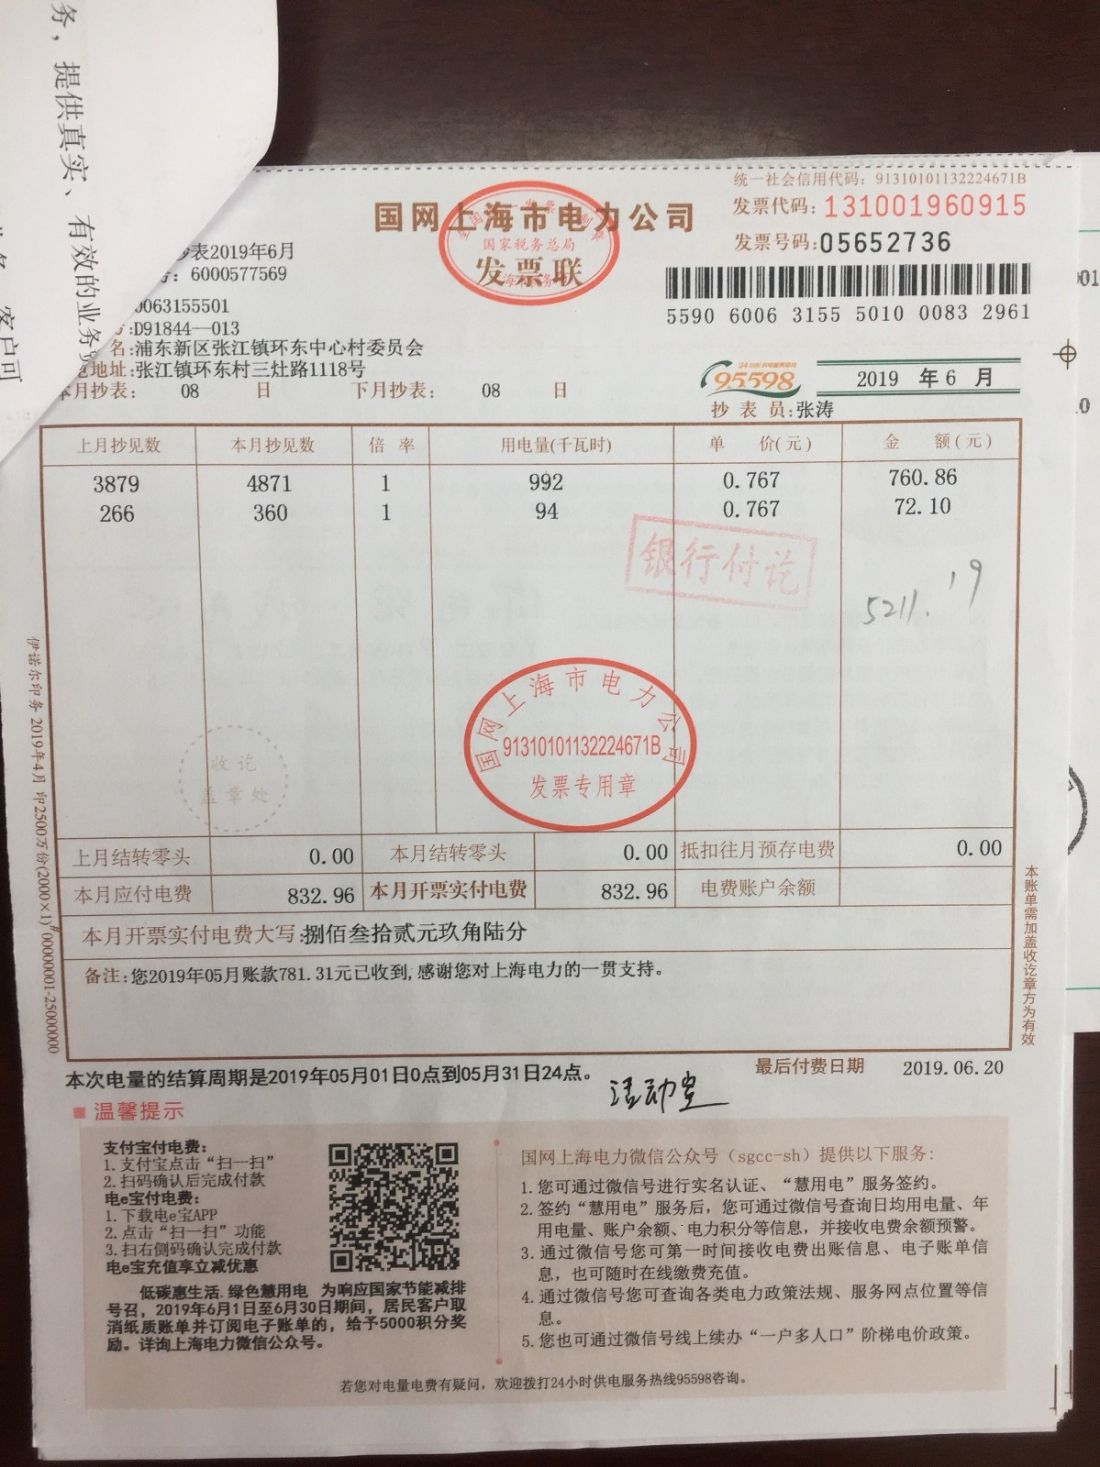 务，提供真实、有效的业务
客户可
统一社会信用代码：91310101132224671B
国网上海市电力公司
发票代码：131001960915
国家税务总局
发票联
发票号码：05652736
抄表2019年6月
号：6000577569
5590 6006 3155 5010 0083 2961
0063155501
:D91844—013
名:浦东新区张江镇环东中心村委员会
电地址:张江镇环东村三灶路1118号
95598
2019 年 6 月
本月抄表： 08 日 下月抄表： 08 日
抄 表 员:张涛
上月抄见数 本月抄见数 倍 率 用电量(千瓦时) 单 价(元) 金 额(元)
3879 4871 1 992 0.767 760.86
266 360 1 94 0.767 72.10
银行付讫
5211.19
国网上海市电力公司
91310101132224671B
发票专用章
收讫
盖章处
伊诺尔印务 2019年4月 印2500万份(2000×1)#00000001-25000000
上月结转零头 0.00 本月结转零头 0.00 抵扣往月预存电费 0.00
本月应付电费 832.96 本月开票实付电费 832.96 电费账户余额
本月开票实付电费大写:捌佰叁拾贰元玖角陆分
备注:您2019年05月账款781.31元已收到,感谢您对上海电力的一贯支持。
本账单需加盖收讫章方为有效
本次电量的结算周期是2019年05月01日0点到05月31日24点。
最后付费日期 2019.06.20
活动室
温馨提示
支付宝付电费：
1. 支付宝点击“扫一扫”
2. 扫码确认后完成付款
电e宝付电费：
1. 下载电e宝APP
2. 点击“扫一扫”功能
3. 扫右侧码确认完成付款
电e宝充值享立减优惠
低碳惠生活. 绿色慧用电 为响应国家节能减排
号召，2019年6月1日至6月30日期间，居民客户取
消纸质账单并订阅电子账单的，给予5000积分奖
励。详询上海电力微信公众号。
国网上海电力微信公众号（sgcc-sh）提供以下服务:
1. 您可通过微信号进行实名认证、“慧用电”服务签约。
2. 签约“慧用电”服务后，您可通过微信号查询日均用电量、年
用电量、账户余额、电力积分等信息，并接收电费余额预警。
3. 通过微信号您可第一时间接收电费出账信息、电子账单信
息，也可随时在线缴费充值。
4. 通过微信号您可查询各类电力政策法规、服务网点位置等信
息。
5. 您也可通过微信号线上续办“一户多人口”阶梯电价政策。
若您对电量电费有疑问，欢迎拨打24小时供电服务热线95598咨询。